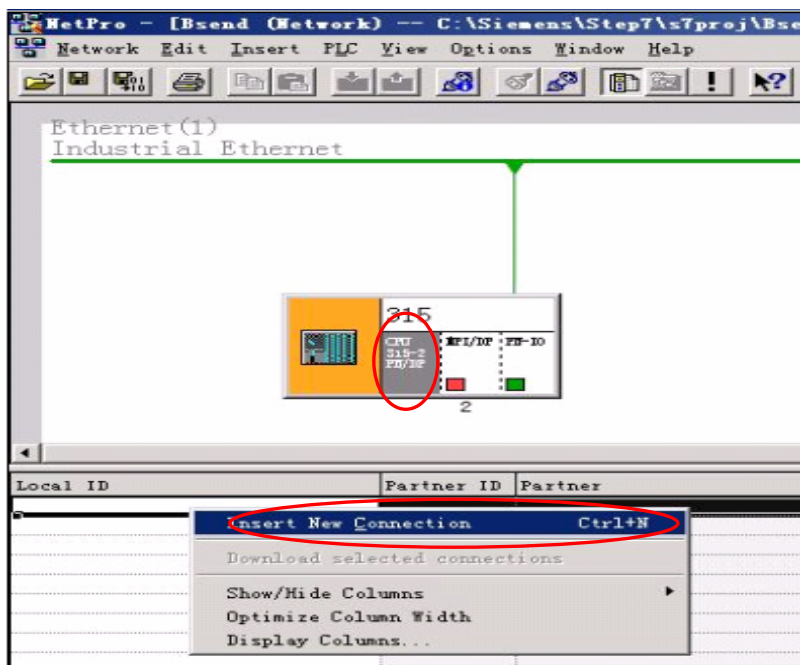 NetPro - [Bsend (Network) -- C:\Siemens\Step7\s7proj\Bse
Network Edit Insert PLC View Options Window Help
Ethernet(1)
Industrial Ethernet
315
CPU 315-2 PN/DP
MPI/DP
PN-IO
2
Local ID Partner ID Partner
Insert New Connection Ctrl+N
Download selected connections
Show/Hide Columns
Optimize Column Width
Display Columns...